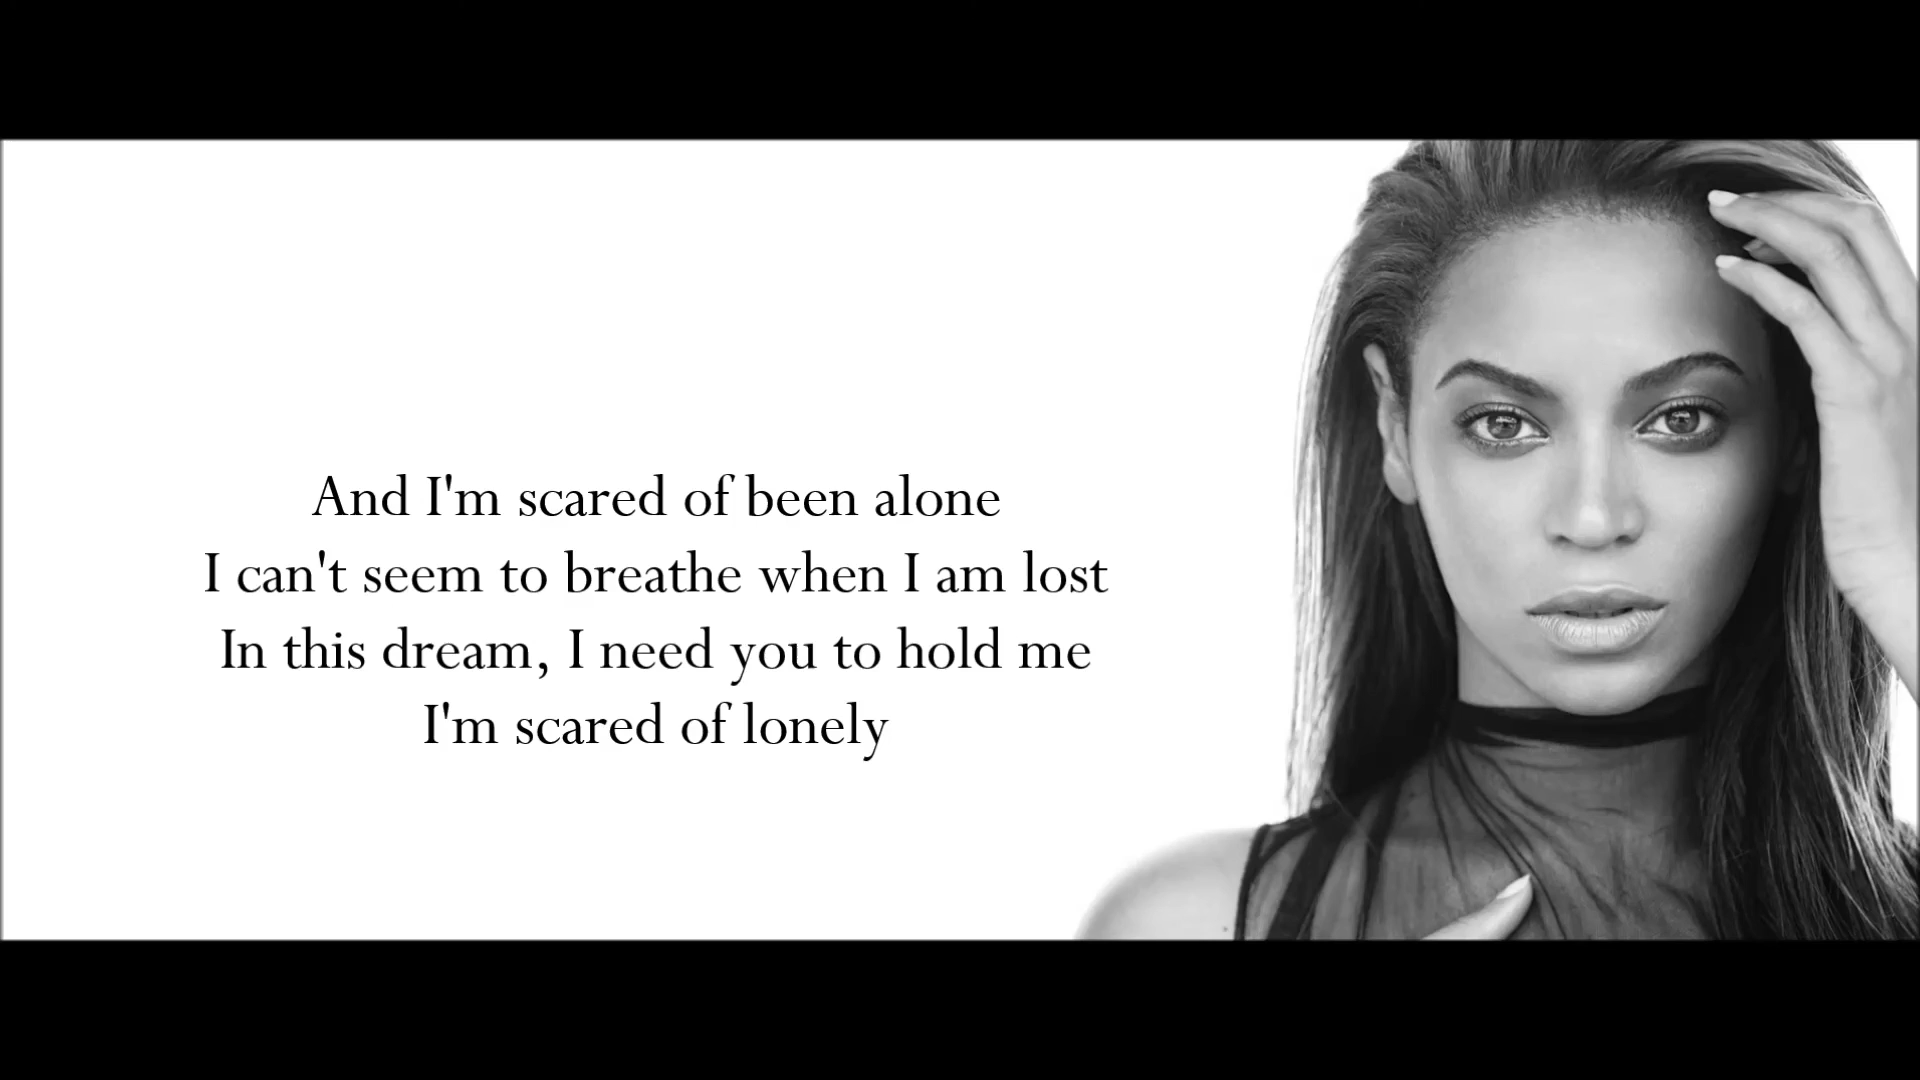 And I'm scared of been alone
I can't seem to breathe when I am lost
In this dream, I need you to hold me
I'm scared of lonely